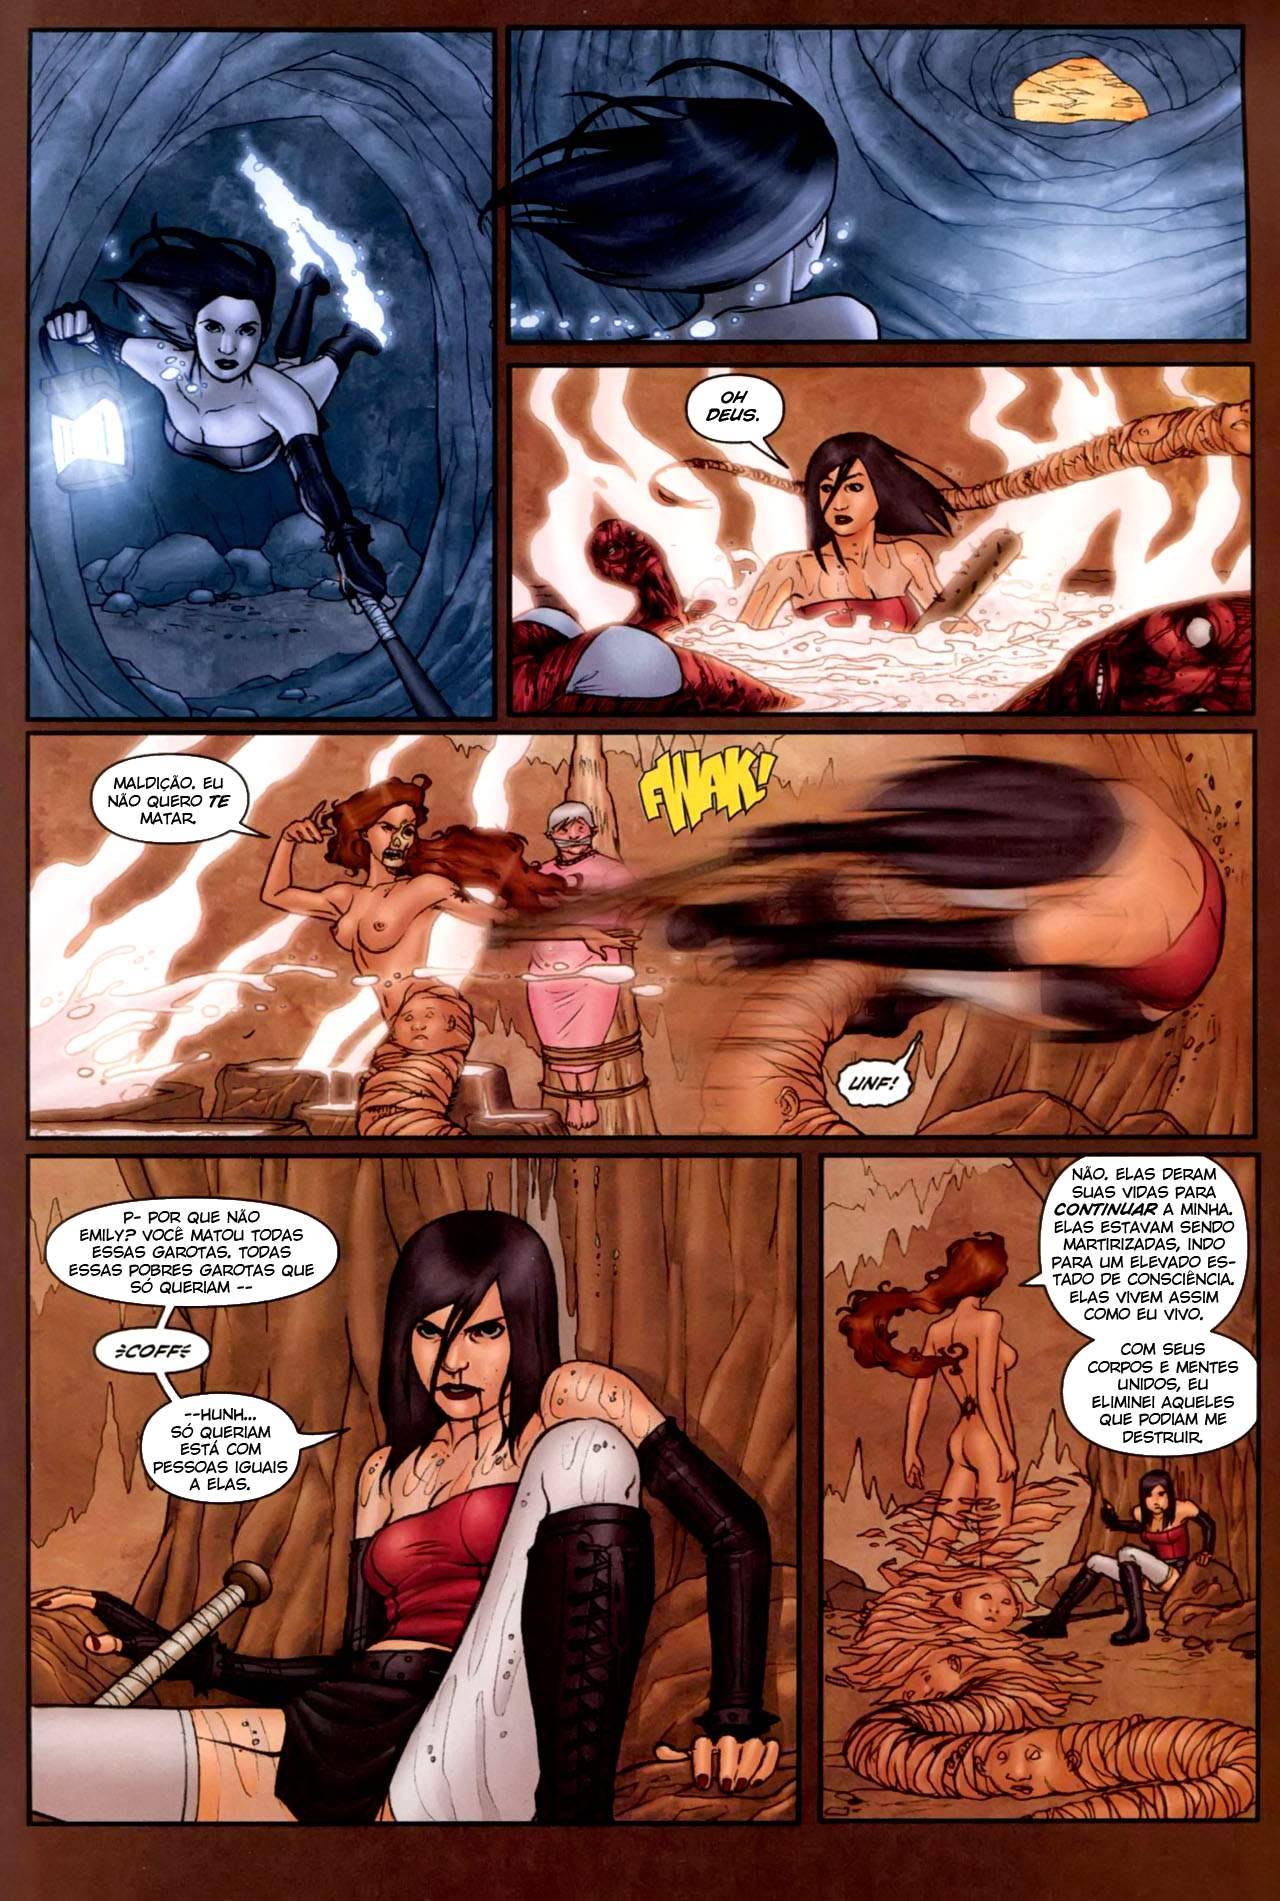 OH
DEUS.
MALDIÇÃO. EU
NÃO QUERO TE
MATAR.
FWAK!
UNF!
P- POR QUE NÃO
EMILY? VOCÊ MATOU TODAS
ESSAS GAROTAS. TODAS
ESSAS POBRES GAROTAS QUE
SÓ QUERIAM --
COFF
--HUNH...
SÓ QUERIAM
ESTÁ COM
PESSOAS IGUAIS
A ELAS.
NÃO. ELAS DERAM
SUAS VIDAS PARA
CONTINUAR A MINHA.
ELAS ESTAVAM SENDO
MARTIRIZADAS, INDO
PARA UM ELEVADO ES-
TADO DE CONSCIÊNCIA.
ELAS VIVEM ASSIM
COMO EU VIVO.
COM SEUS
CORPOS E MENTES
UNIDOS, EU
ELIMINEI AQUELES
QUE PODIAM ME
DESTRUIR.